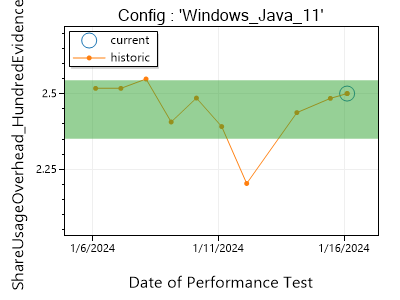 Config : 'Windows_Java_11'
ShareUsageOverhead_HundredEvidence
current
historic
2.5
2.25
1/6/2024
1/11/2024
1/16/2024
Date of Performance Test